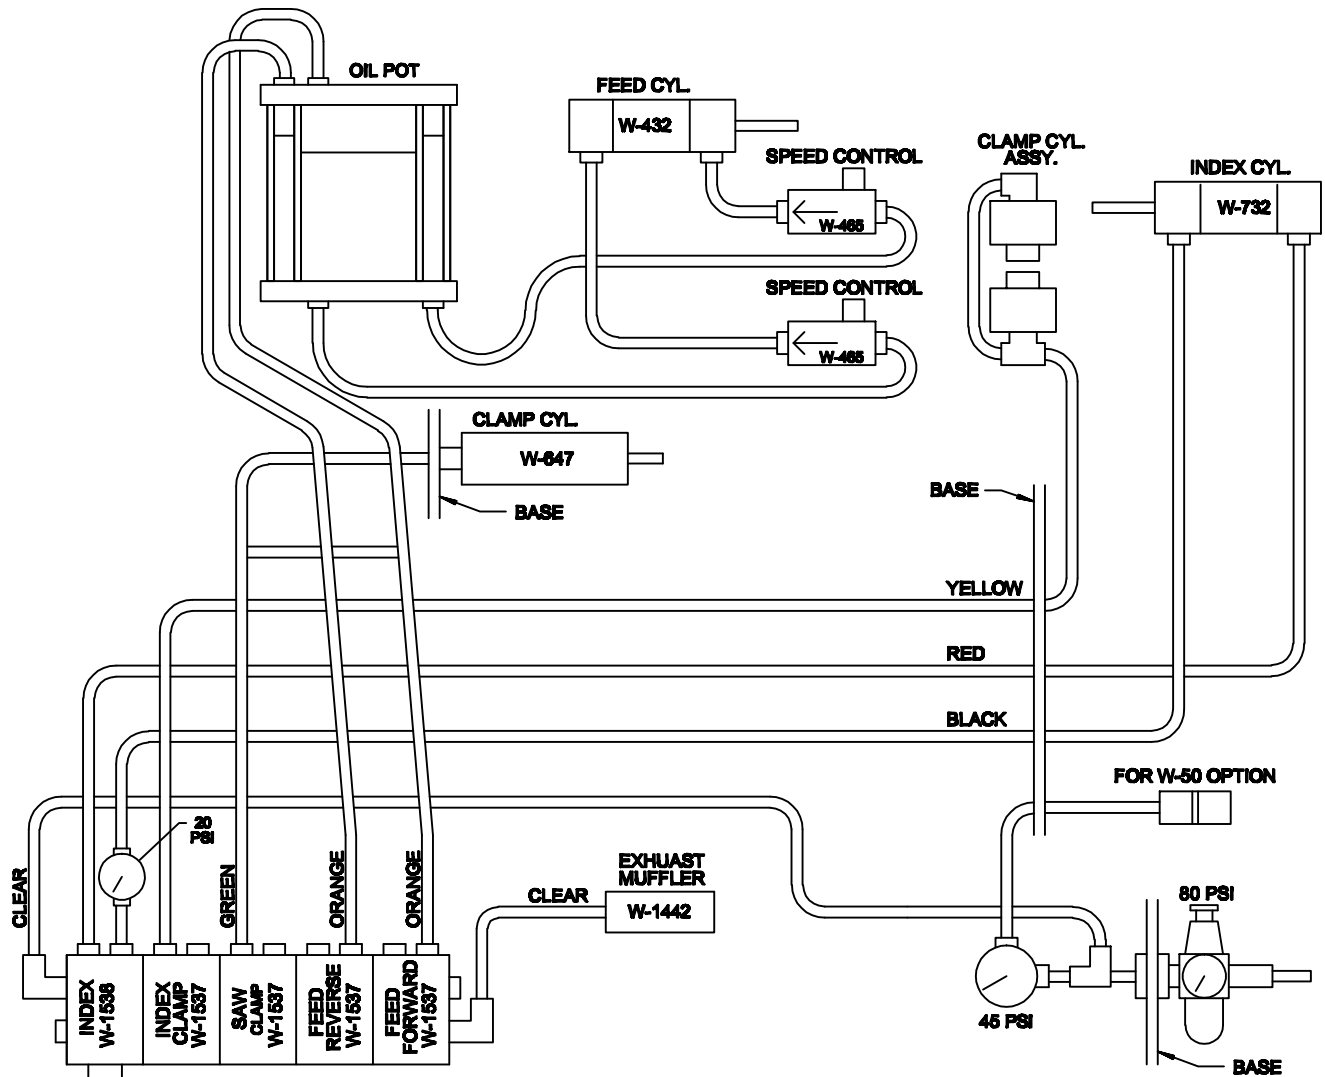 OIL POT
FEED CYL.
W-432
SPEED CONTROL
W-465
CLAMP CYL.
ASSY.
INDEX CYL.
W-732
SPEED CONTROL
W-465
CLAMP CYL.
W-647
BASE
BASE
YELLOW
RED
BLACK
FOR W-50 OPTION
20
PSI
CLEAR
GREEN
ORANGE
ORANGE
EXHUAST
MUFFLER
W-1442
CLEAR
80 PSI
45 PSI
BASE
INDEX
W-1538
INDEX
CLAMP
W-1537
SAW
CLAMP
W-1537
FEED
REVERSE
W-1537
FEED
FORWARD
W-1537